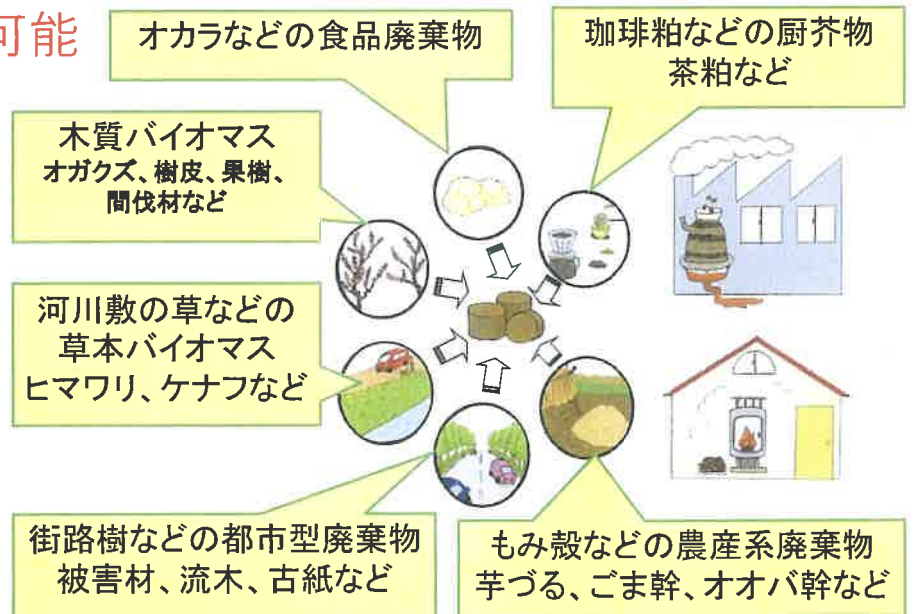 可能
オカラなどの食品廃棄物
珈琲粕などの厨芥物
茶粕など
木質バイオマス
オガクズ、樹皮、果樹、
間伐材など
河川敷の草などの
草本バイオマス
ヒマワリ、ケナフなど
街路樹などの都市型廃棄物
被害材、流木、古紙など
もみ殻などの農産系廃棄物
芋づる、ごま幹、オオバ幹など